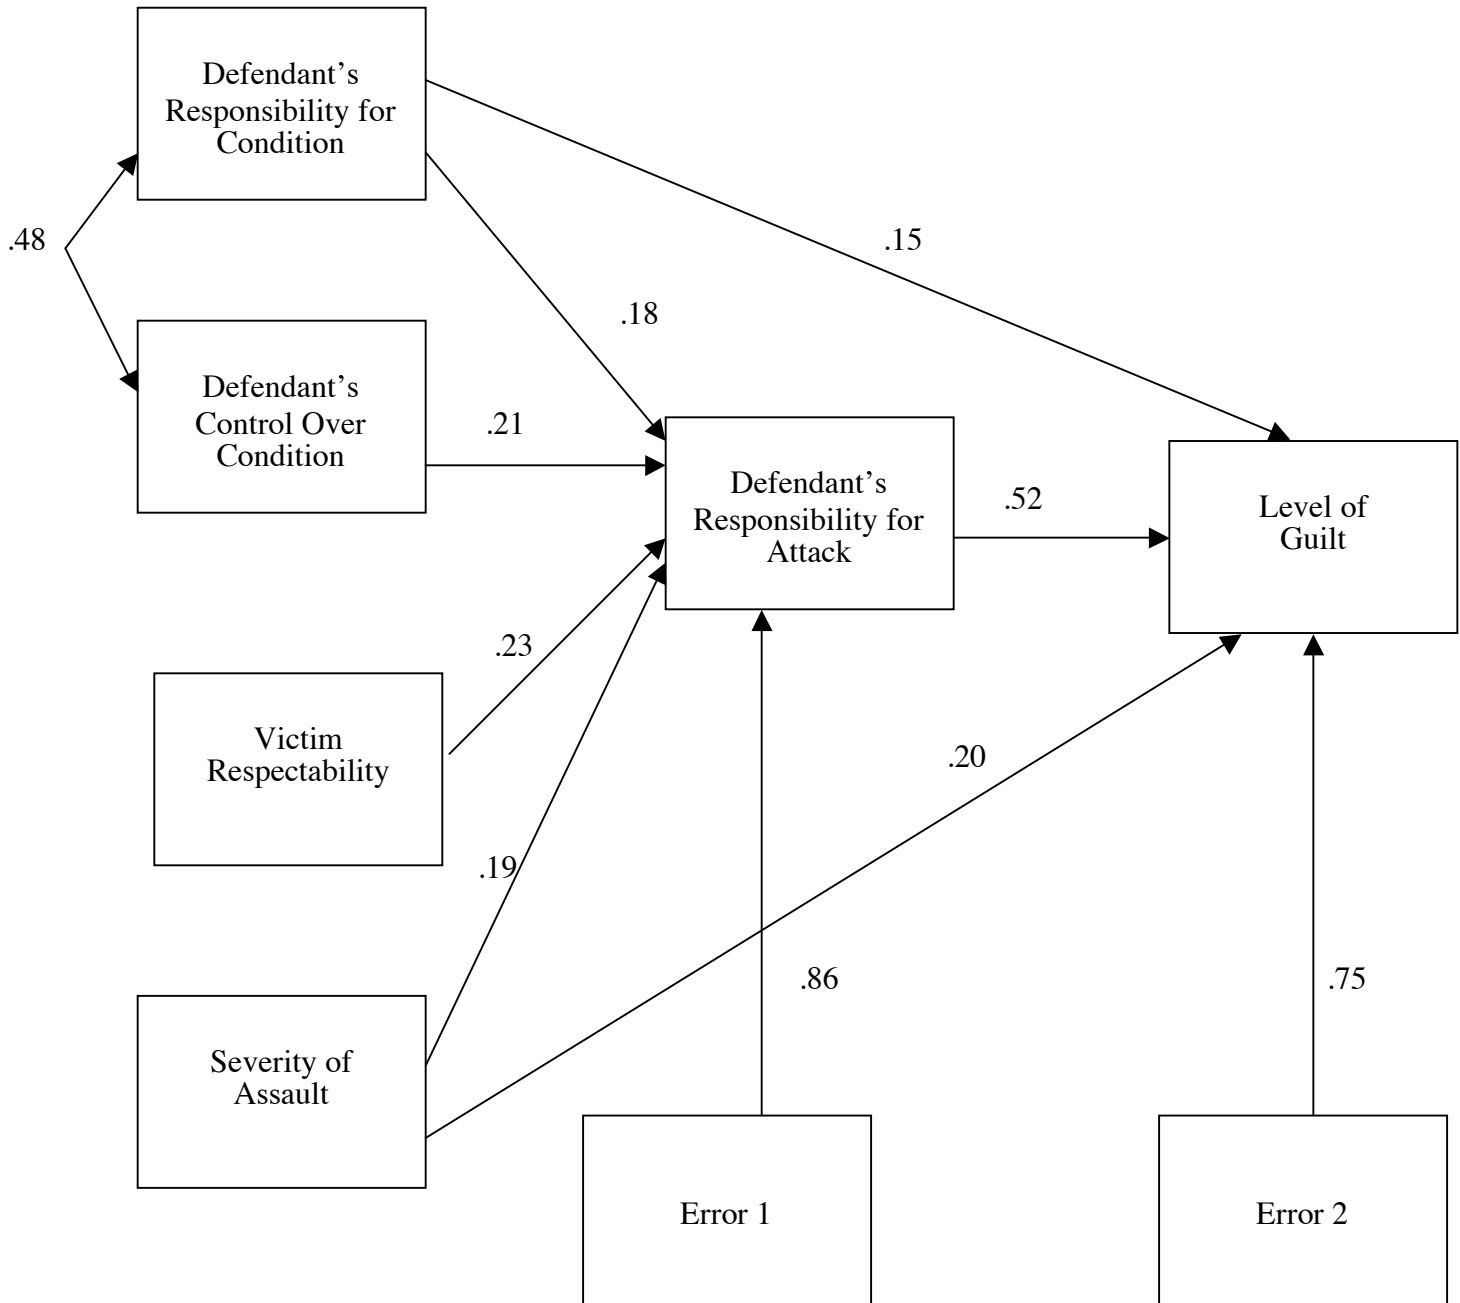 Defendant’s
Responsibility for
Condition
.48
.15
.18
Defendant’s
Control Over
Condition
.21
Defendant’s
Responsibility for
Attack
.52
Level of
Guilt
.23
Victim
Respectability
.20
.19
.86
.75
Severity of
Assault
Error 1
Error 2